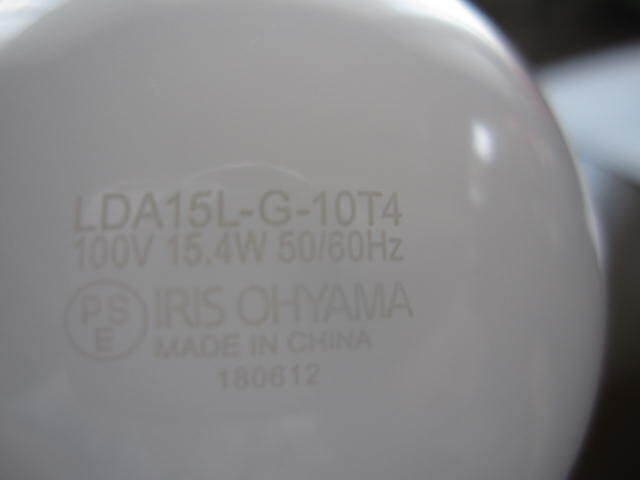 LDA15L-G-10T4
100V 15.4W 50/60Hz
PS
E
IRIS OHYAMA
MADE IN CHINA
180612